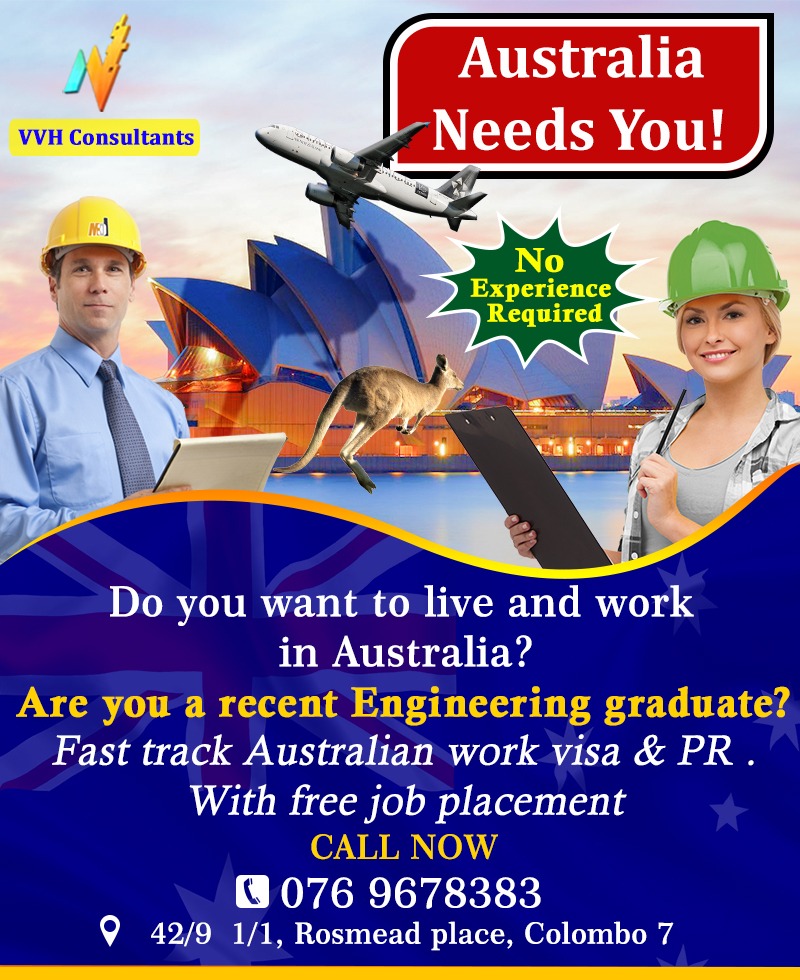 VVH Consultants
Australia
Needs You!
No
Experience
Required
Do you want to live and work
in Australia?
Are you a recent Engineering graduate?
Fast track Australian work visa & PR .
With free job placement
CALL NOW
076 9678383
42/9 1/1, Rosmead place, Colombo 7